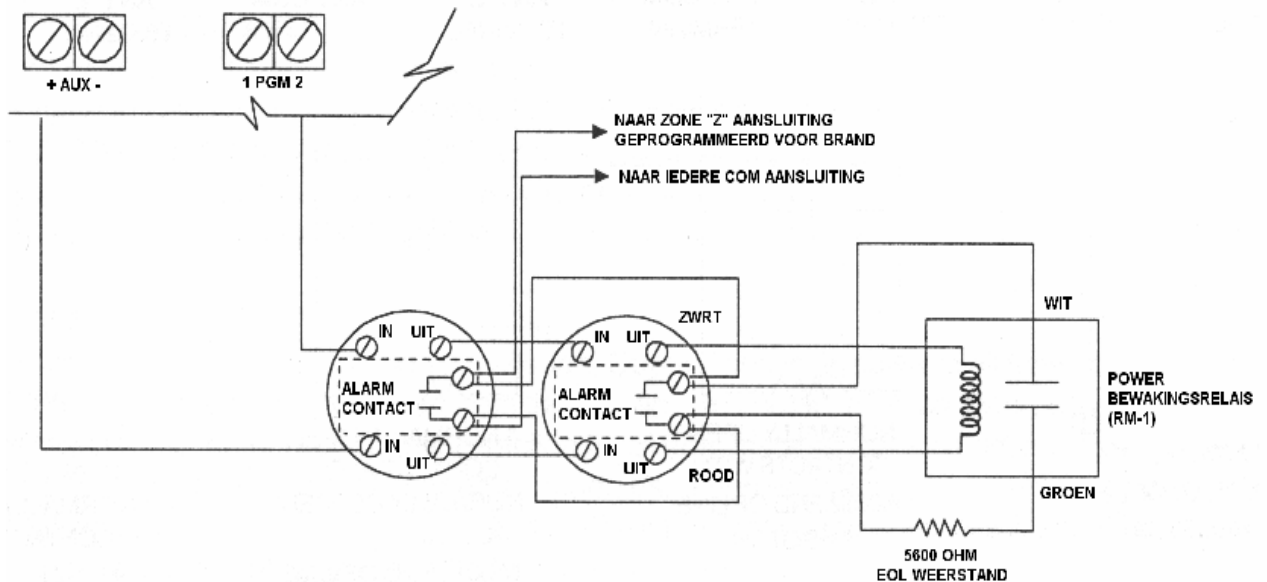 + AUX -
1 PGM 2
NAAR ZONE "Z" AANSLUITING
GEPROGRAMMEERD VOOR BRAND
NAAR IEDERE COM AANSLUITING
IN UIT
ALARM
CONTACT
IN
UIT
IN UIT
ALARM
CONTACT
IN
UIT
ZWRT
ROOD
WIT
POWER
BEWAKINGSRELAIS
(RM-1)
GROEN
5600 OHM
EOL WEERSTAND